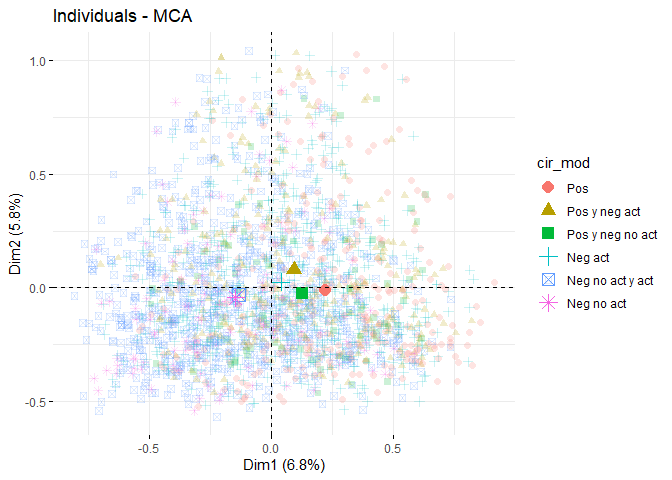 Individuals - MCA
1.0
0.5
0.0
-0.5
Dim2 (5.8%)
-0.5
0.0
0.5
Dim1 (6.8%)
cir_mod
Pos
Pos y neg act
Pos y neg no act
Neg act
Neg no act y act
Neg no act